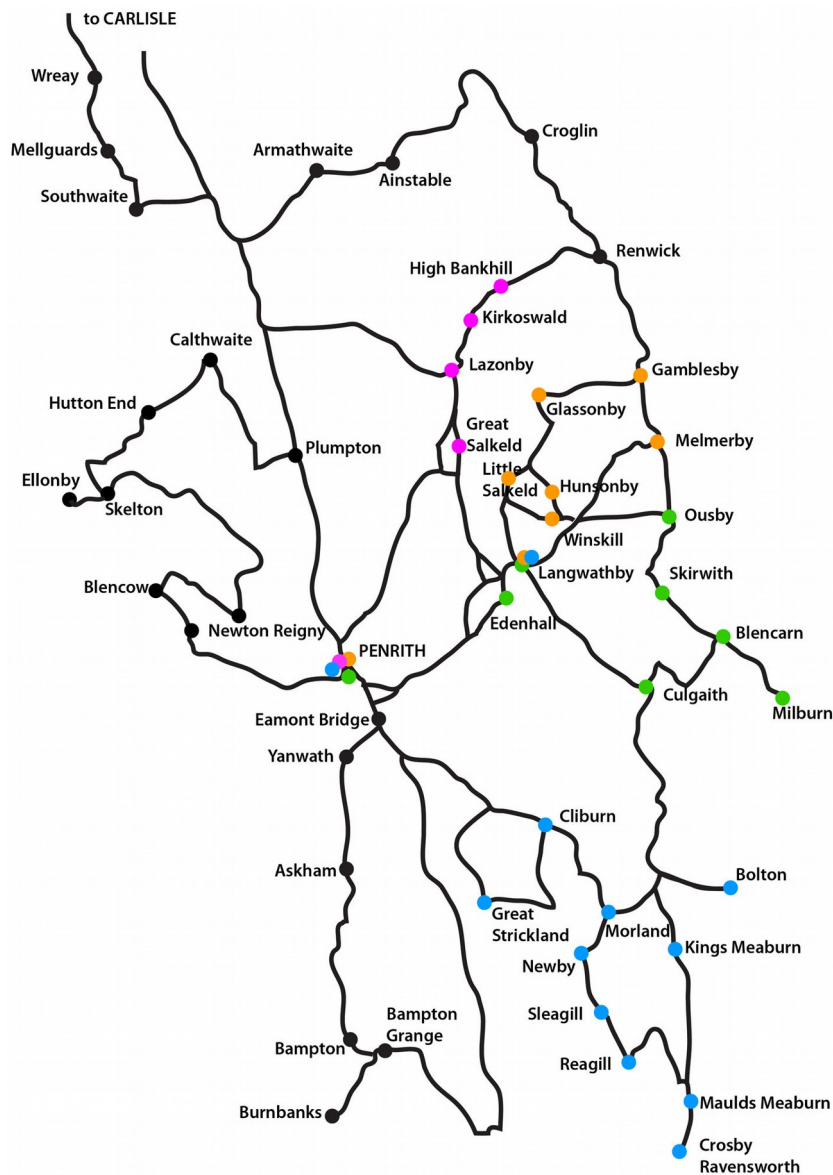 to CARLISLE
Wreay
Mellguards
Southwaite
Armathwaite
Ainstable
Croglin
Renwick
High Bankhill
Kirkoswald
Lazonby
Calthwaite
Hutton End
Plumpton
Ellonby
Skelton
Blencow
Newton Reigny
Great
Salkeld
Glassonby
Gamblesby
Melmerby
Little
Salkeld
Hunsonby
Winskill
Ousby
Langwathby
Skirwith
Edenhall
Blencarn
PENRITH
Culgaith
Milburn
Eamont Bridge
Yanwath
Cliburn
Askham
Bolton
Great
Strickland
Morland
Newby
Kings Meaburn
Sleagill
Bampton
Grange
Bampton
Reagill
Burnbanks
Maulds Meaburn
Crosby
Ravensworth